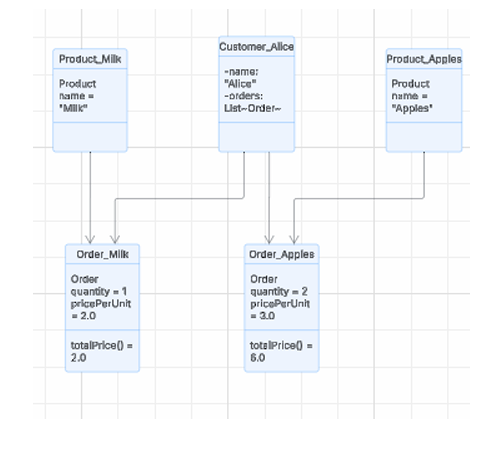 Product_Milk
Product
name =
"Milk"
Customer_Alice
-name:
"Alice"
-orders:
List~Order~
Product_Apples
Product
name =
"Apples"
Order_Milk
Order
quantity = 1
pricePerUnit
= 2.0
totalPrice() =
2.0
Order_Apples
Order
quantity = 2
pricePerUnit
= 3.0
totalPrice() =
6.0